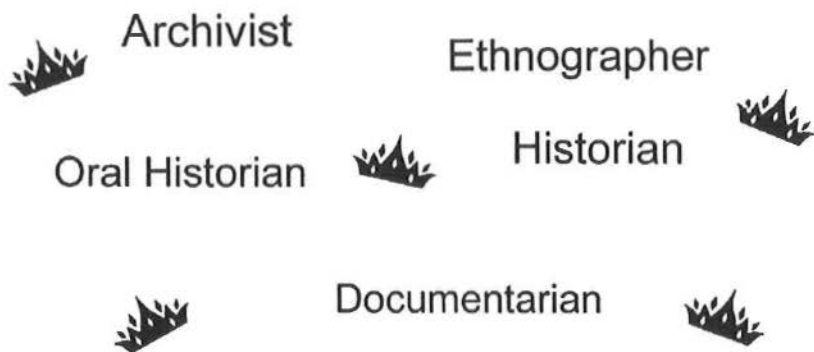 Archivist
Ethnographer
Oral Historian
Historian
Documentarian